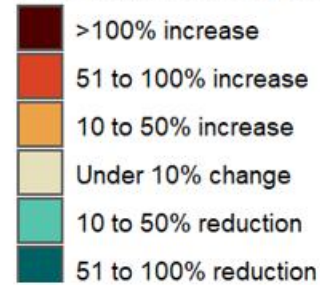 >100% increase
51 to 100% increase
10 to 50% increase
Under 10% change
10 to 50% reduction
51 to 100% reduction